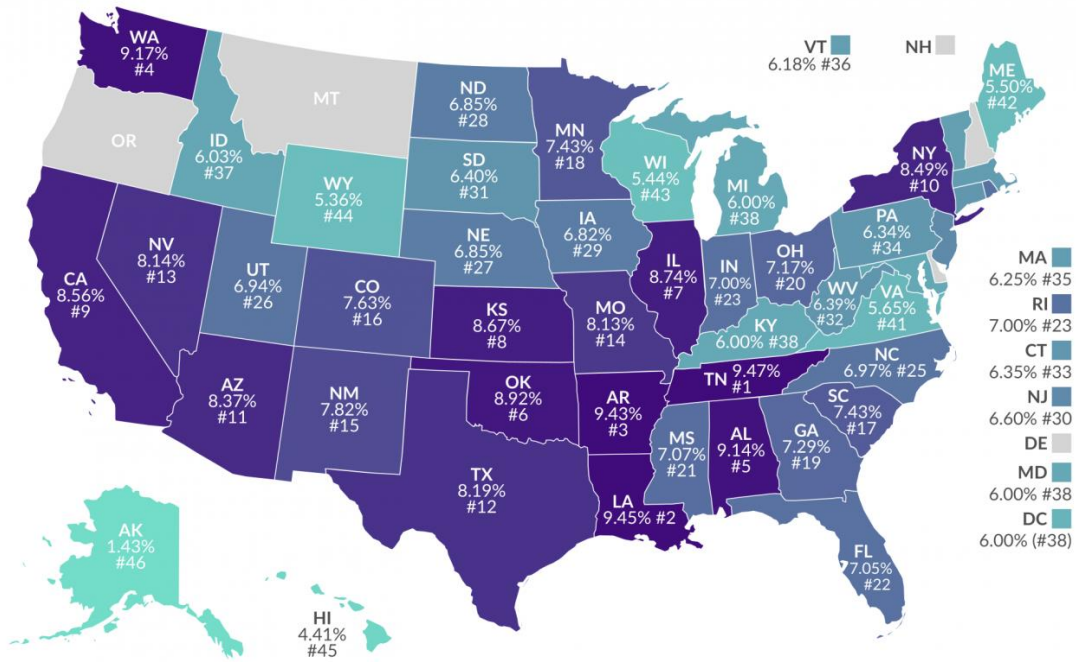 WA
9.17%
#4
MT
ND
6.85%
#28
MN
7.43%
#18
VT
6.18% #36
NH
ME
5.50%
#42
OR
ID
6.03%
#37
WY
5.36%
#44
SD
6.40%
#31
WI
5.44%
#43
MI
6.00%
#38
NY
8.49%
#10
CA
8.56%
#9
NV
8.14%
#13
UT
6.94%
#26
CO
7.63%
#16
NE
6.85%
#27
IA
6.82%
#29
IL
8.74%
#7
IN
7.00%
#23
OH
7.17%
#20
PA
6.34%
#34
WV
6.39%
#32
VA
5.65%
#41
KS
8.67%
#8
MO
8.13%
#14
KY
6.00% #38
MA
6.25% #35
RI
7.00% #23
CT
6.35% #33
NJ
6.60% #30
DE
MD
6.00% #38
DC
6.00% (#38)
AZ
8.37%
#11
NM
7.82%
#15
OK
8.92%
#6
AR
9.43%
#3
TN 9.47%
#1
NC
6.97% #25
SC
7.43%
#17
TX
8.19%
#12
LA
9.45% #2
MS
7.07%
#21
AL
9.14%
#5
GA
7.29%
#19
FL
7.05%
#22
AK
1.43%
#46
HI
4.41%
#45